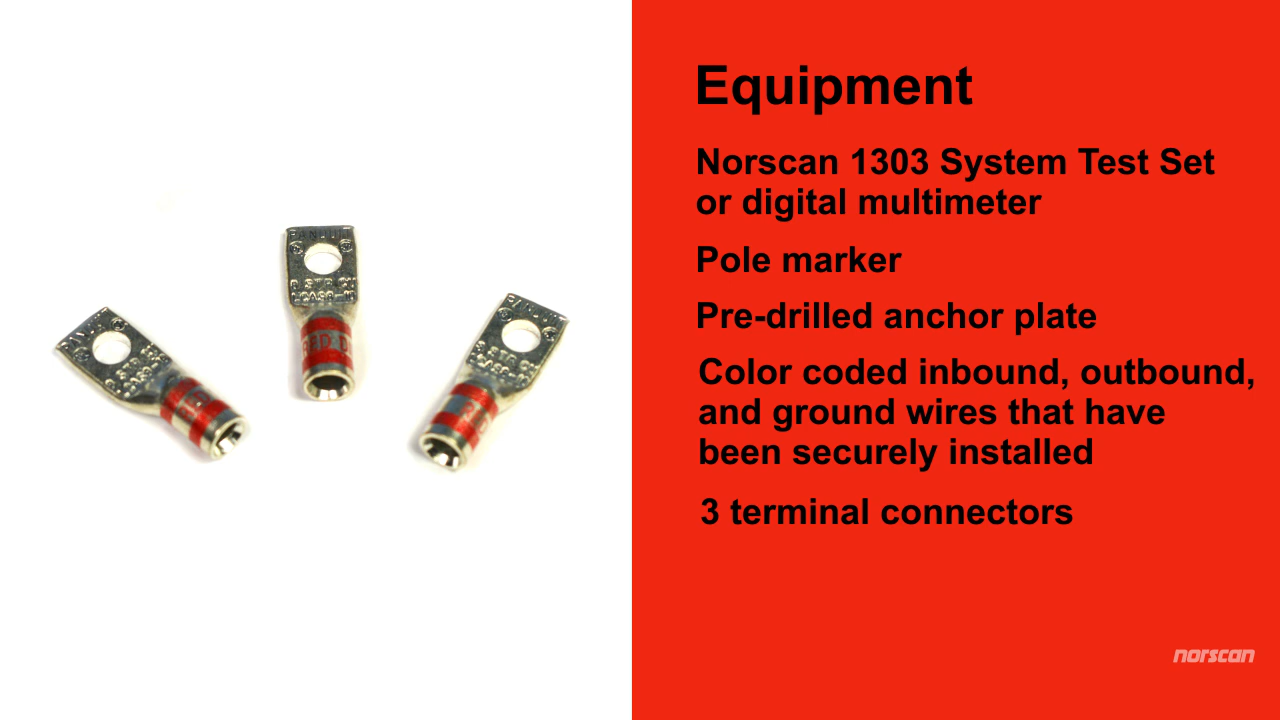 Equipment
Norscan 1303 System Test Set
or digital multimeter
Pole marker
Pre-drilled anchor plate
Color coded inbound, outbound,
and ground wires that have
been securely installed
3 terminal connectors
norscan